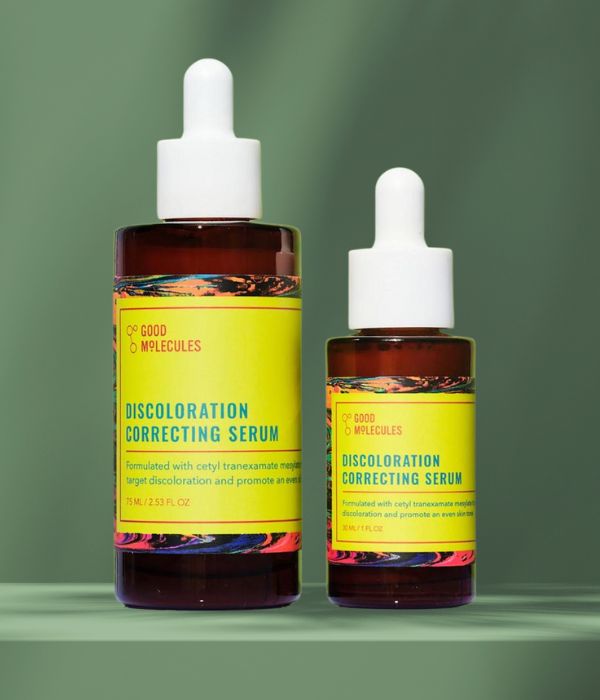 GOOD
MOLECULES
DISCOLORATION
CORRECTING SERUM
Formulated with cetyl tranexamate
target discoloration and promote an even
75 ML / 2.53 FL OZ
GOOD
MOLECULES
DISCOLORATION
CORRECTING SERUM
Formulated with cetyl tranexamate
discoloration and promote an even skin
30 ML / 1 FL OZ